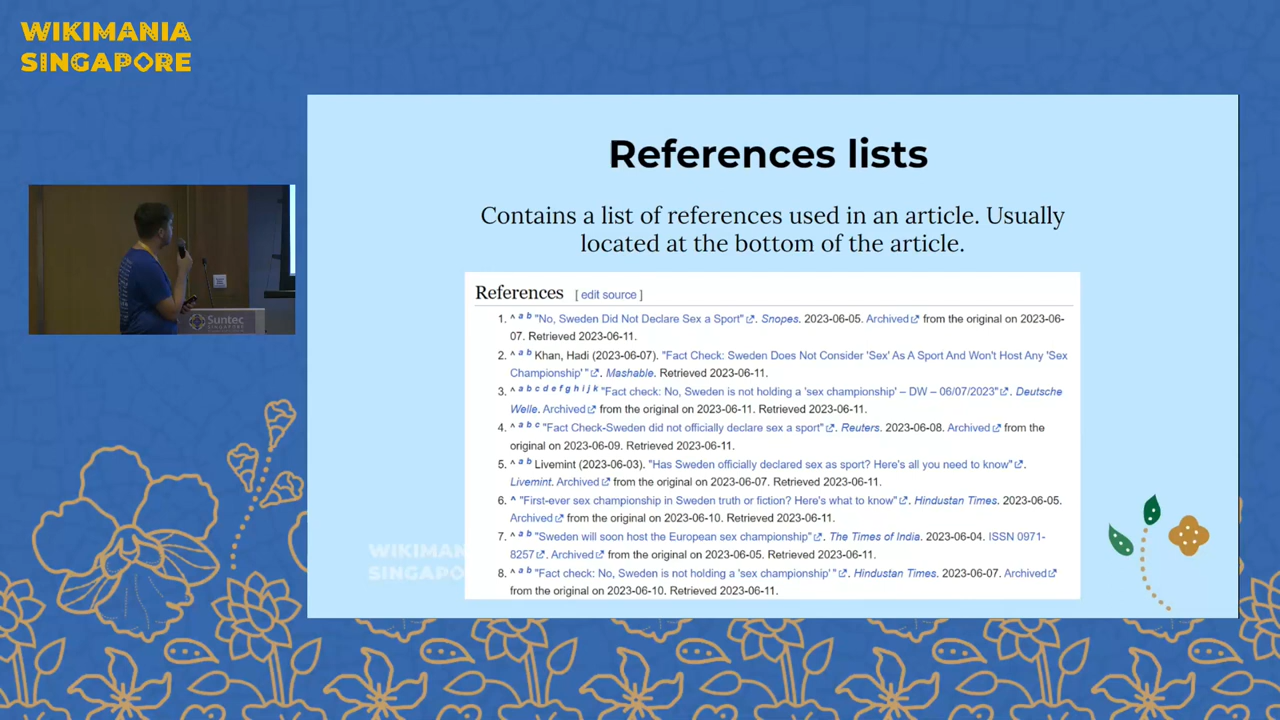 WIKIMANIA
SINGAPORE
References lists
Contains a list of references used in an article. Usually
located at the bottom of the article.
References [ edit source ]
1. ^ a b "No, Sweden Did Not Declare Sex a Sport". Snopes. 2023-06-05. Archived from the original on 2023-06-
07. Retrieved 2023-06-11.
2. ^ a b Khan, Hadi (2023-06-07). "Fact Check: Sweden Does Not Consider 'Sex' As A Sport And Won't Host Any 'Sex
Championship' ". Mashable. Retrieved 2023-06-11.
3. ^ a b c d e f g h i j k "Fact check: No, Sweden is not holding a 'sex championship' – DW – 06/07/2023". Deutsche
Welle. Archived from the original on 2023-06-11. Retrieved 2023-06-11.
4. ^ a b c "Fact Check-Sweden did not officially declare sex a sport". Reuters. 2023-06-08. Archived from the
original on 2023-06-09. Retrieved 2023-06-11.
5. ^ a b Livemint (2023-06-03). "Has Sweden officially declared sex as sport? Here's all you need to know".
Livemint. Archived from the original on 2023-06-07. Retrieved 2023-06-11.
6. ^ "First-ever sex championship in Sweden truth or fiction? Here's what to know". Hindustan Times. 2023-06-05.
Archived from the original on 2023-06-10. Retrieved 2023-06-11.
7. ^ a b "Sweden will soon host the European sex championship". The Times of India. 2023-06-04. ISSN 0971-
8257. Archived from the original on 2023-06-05. Retrieved 2023-06-11.
8. ^ a b "Fact check: No, Sweden is not holding a 'sex championship' ". Hindustan Times. 2023-06-07. Archived
from the original on 2023-06-10. Retrieved 2023-06-11.
Suntec
SINGAPORE
WIKIMAN
SINGAPO